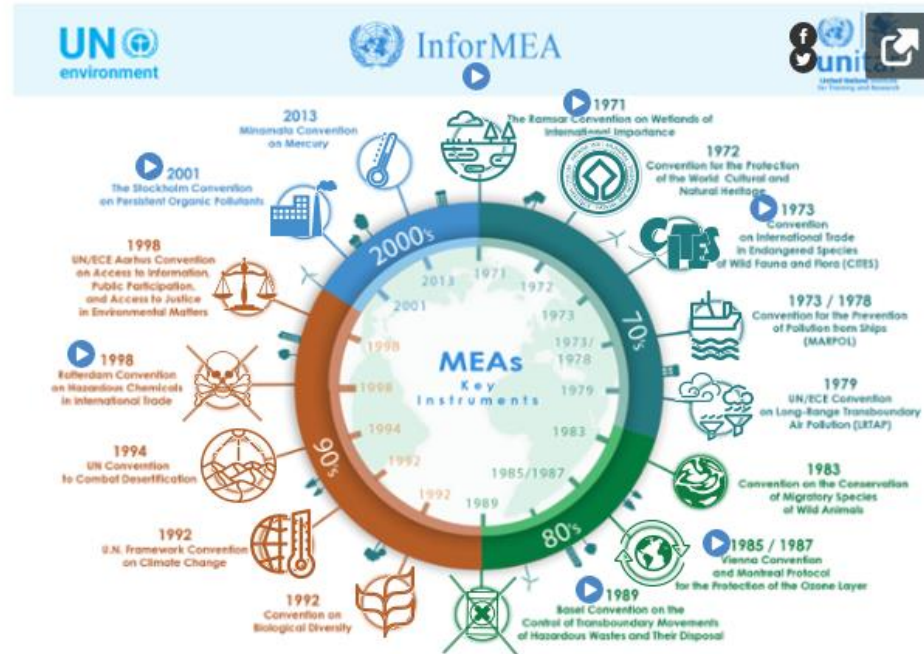 UN
environment
InforMEA
unitar
United Nations Institute
for Training and Research
1971
The Ramsar Convention on Wetlands of
International Importance
1972
Convention for the Protection
of the World Cultural and
Natural Heritage
CITES
1973
Convention
on International Trade
in Endangered Species
of Wild Fauna and Flora (CITES)
1973 / 1978
Convention for the Prevention
of Pollution from Ships
(MARPOL)
1979
UN/ECE Convention
on Long-Range Transboundary
Air Pollution (LRTAP)
1983
Convention on the Conservation
of Migratory Species
of Wild Animals
1985 / 1987
Vienna Convention
and Montreal Protocol
for the Protection of the Ozone Layer
1989
Basel Convention on the
Control of Transboundary Movements
of Hazardous Wastes and Their Disposal
1992
Convention on
Biological Diversity
1992
U.N. Framework Convention
on Climate Change
1994
UN Convention
to Combat Desertification
1998
Rotterdam Convention
on Hazardous Chemicals
in International Trade
1998
UN/ECE Aarhus Convention
on Access to Information,
Public Participation,
and Access to Justice
in Environmental Matters
2001
The Stockholm Convention
on Persistent Organic Pollutants
2013
Minamata Convention
on Mercury
2000's
70's
80's
90's
1971
1972
1973
1973/
1978
1979
1983
1985/1987
1989
1992
1992
1994
1998
1998
2001
2013
MEAs
Key
Instruments